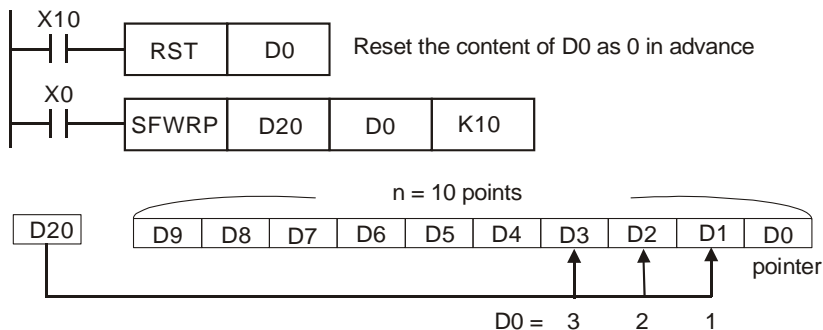 X10
RST D0 Reset the content of D0 as 0 in advance
X0
SFWRP D20 D0 K10
n = 10 points
D20 D9 D8 D7 D6 D5 D4 D3 D2 D1 D0
pointer
D0 = 3 2 1